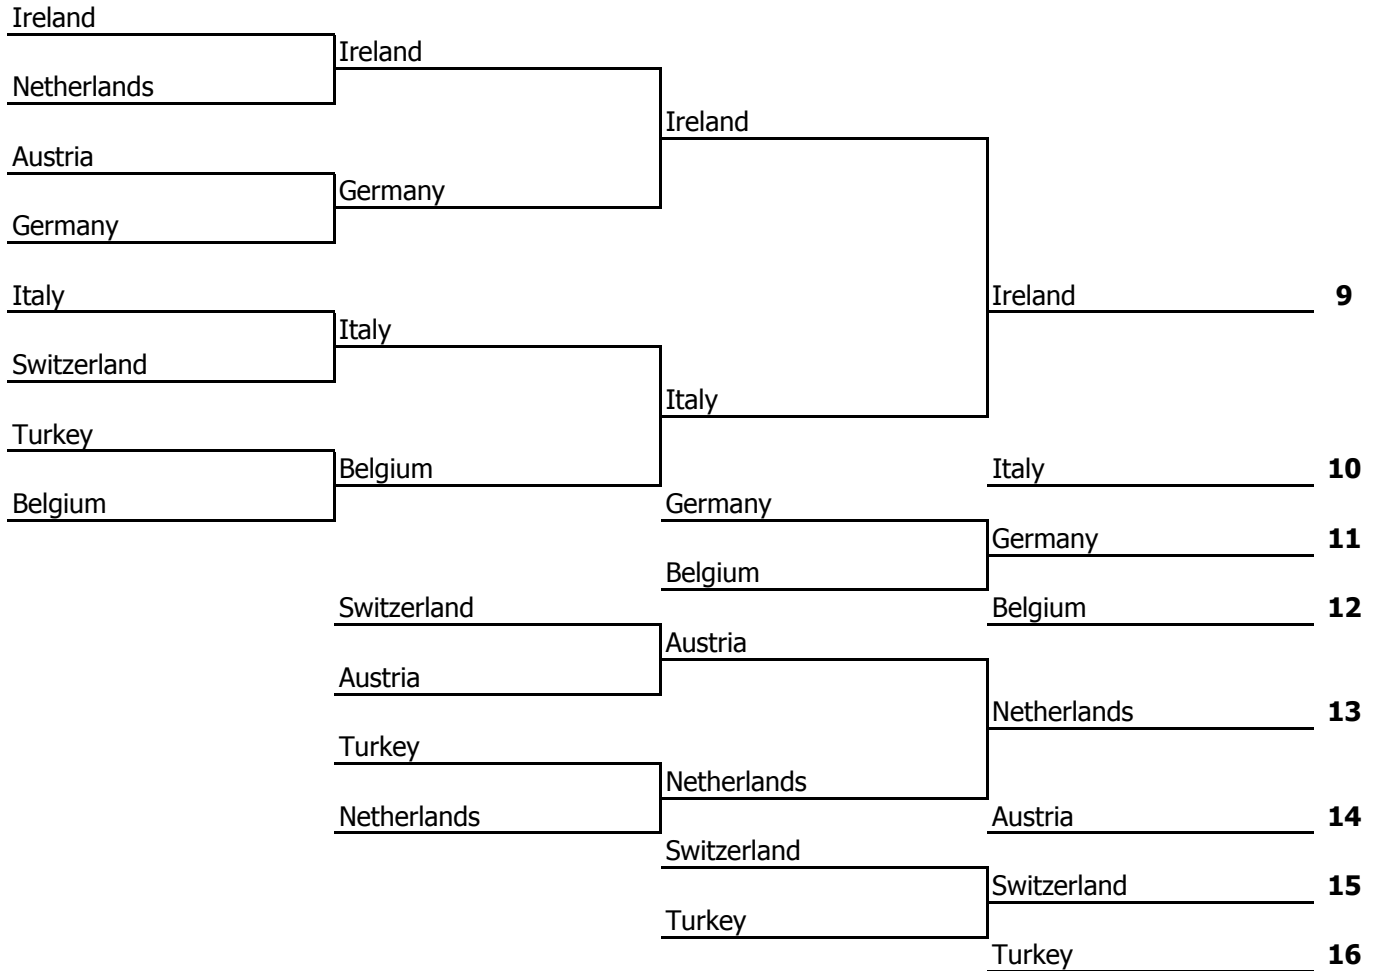 Ireland
Ireland
Netherlands
Ireland
Austria
Germany
Germany
Italy
Ireland 9
Italy
Switzerland
Italy
Turkey
Belgium
Italy 10
Belgium
Germany
Germany 11
Belgium
Switzerland
Belgium 12
Austria
Austria
Netherlands 13
Turkey
Netherlands
Netherlands
Austria 14
Switzerland
Switzerland 15
Turkey
Turkey 16